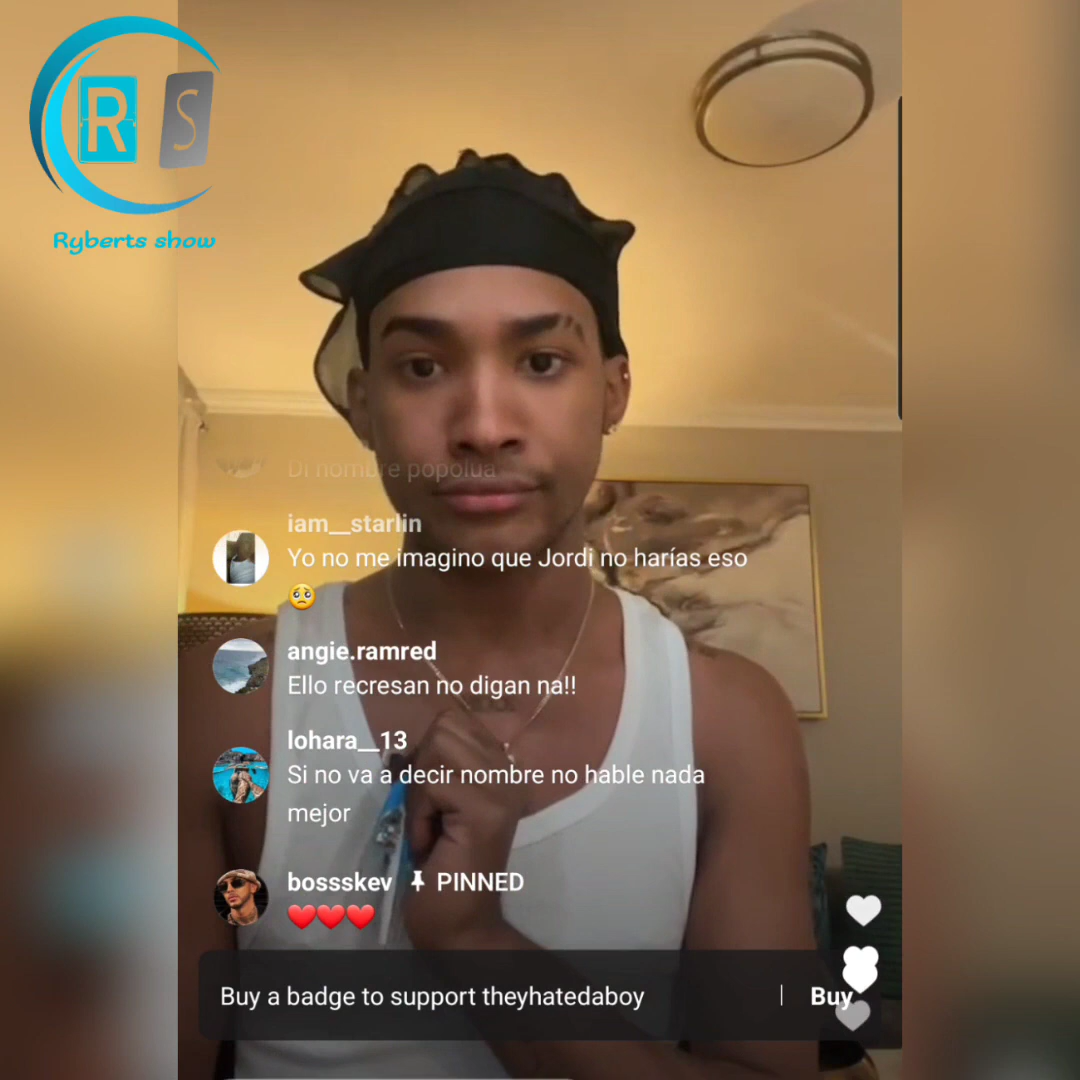 R S
Ryberts show
Di nombre popolua
iam__starlin
Yo no me imagino que Jordi no harías eso
🥺
angie.ramred
Ello recresan no digan na!!
lohara__13
Si no va a decir nombre no hable nada
mejor
bossskev PINNED
❤️❤️❤️
Buy a badge to support theyhatedaboy | Buy